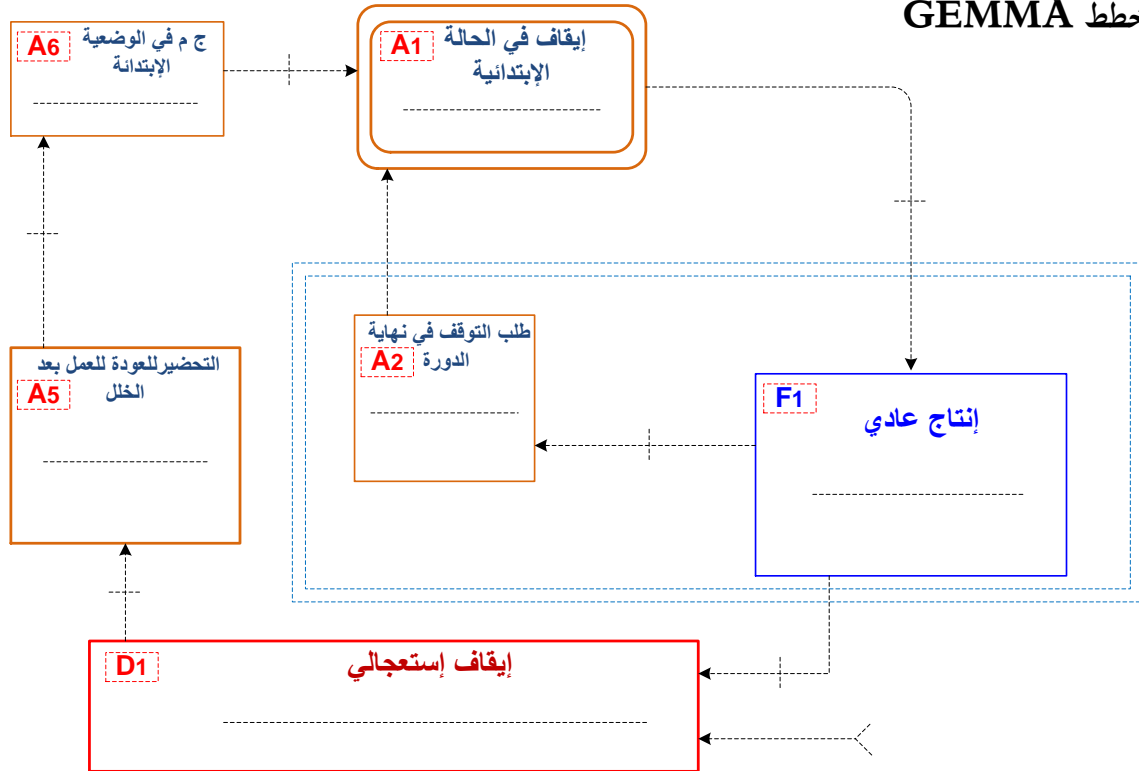 مخطط GEMMA
A6 ج م في الوضعية
الإبتدائة
A1 إيقاف في الحالة
الإبتدائية
طلب التوقف في نهاية
A2 الدورة
التحضيرللعودة للعمل بعد
A5 الخلل
F1
إنتاج عادي
D1 إيقاف إستعجالي